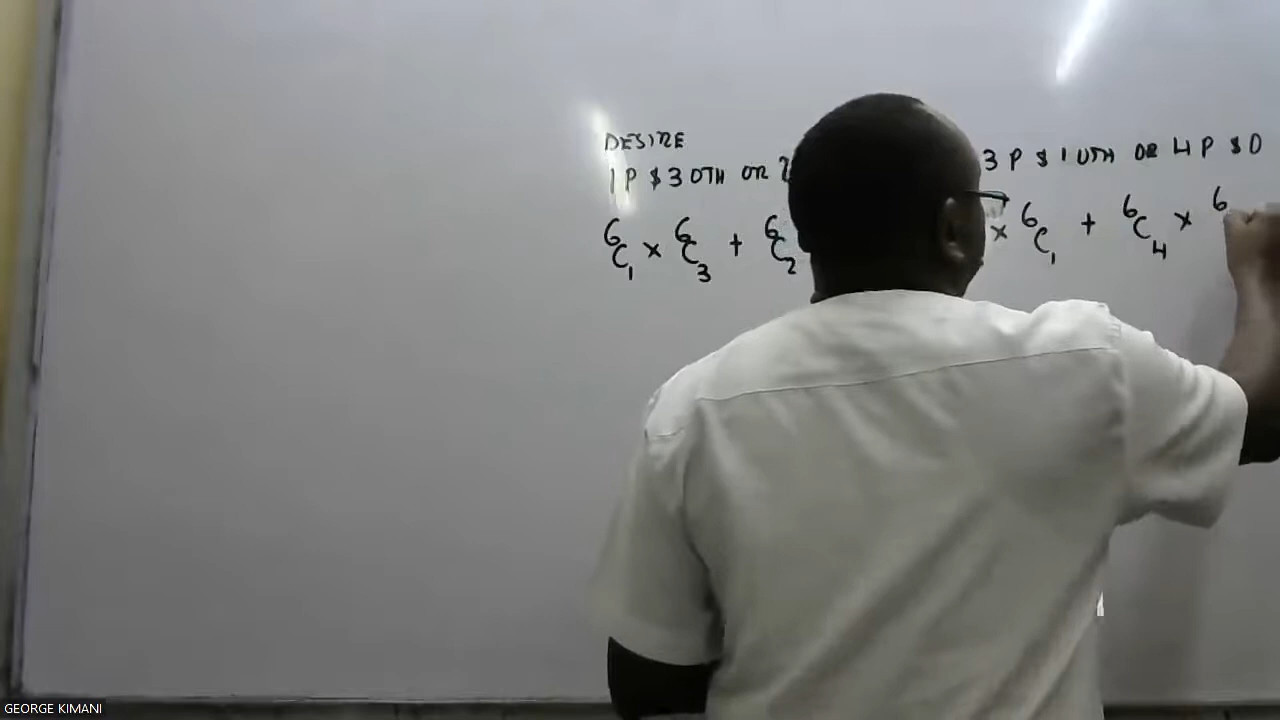 DESIRE
1 P $ 3 OTH OR 2 3 P $ 1 OTH OR 4 P $ 0
⁶C₁ × ⁶C₃ + ⁶C₂ × ⁶C₁ + ⁶C₄ × ⁶
GEORGE KIMANI